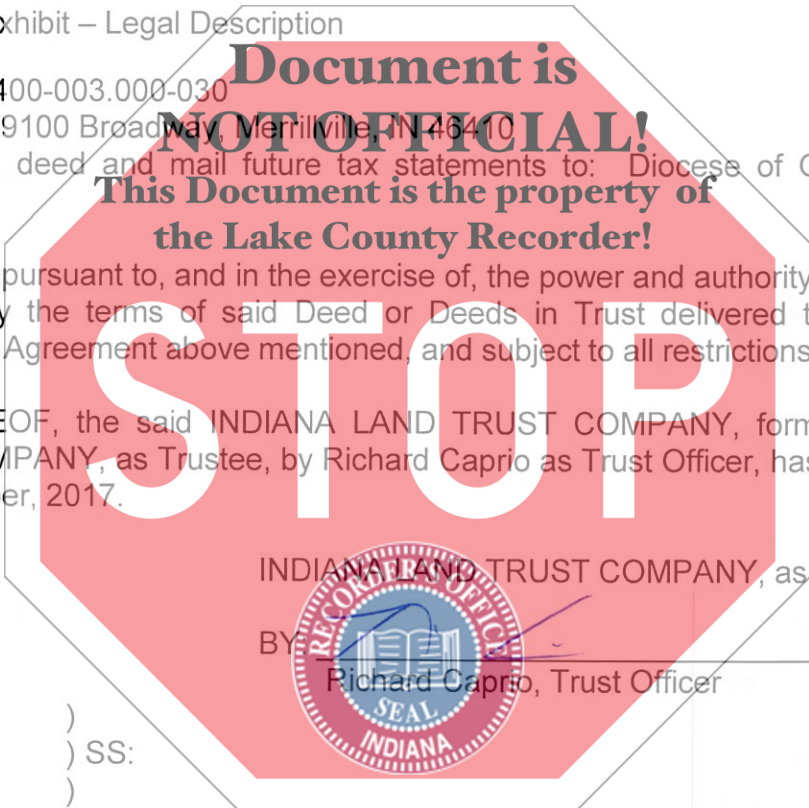 xhibit – Legal Description
Document is
400-003.000-030
NOT OFFICIAL!
9100 Broadway, Merrillville, IN 46410
deed and mail future tax statements to: Diocese of
This Document is the property of
the Lake County Recorder!
pursuant to, and in the exercise of, the power and authority
y the terms of said Deed or Deeds in Trust delivered t
Agreement above mentioned, and subject to all restrictions
STOP
EOF, the said INDIANA LAND TRUST COMPANY, form
MPANY, as Trustee, by Richard Caprio as Trust Officer, has
er, 2017.
INDIANA LAND TRUST COMPANY, as
BY:
RECORDER'S OFFICE
SEAL
INDIANA
Richard Caprio, Trust Officer
)
) SS:
)